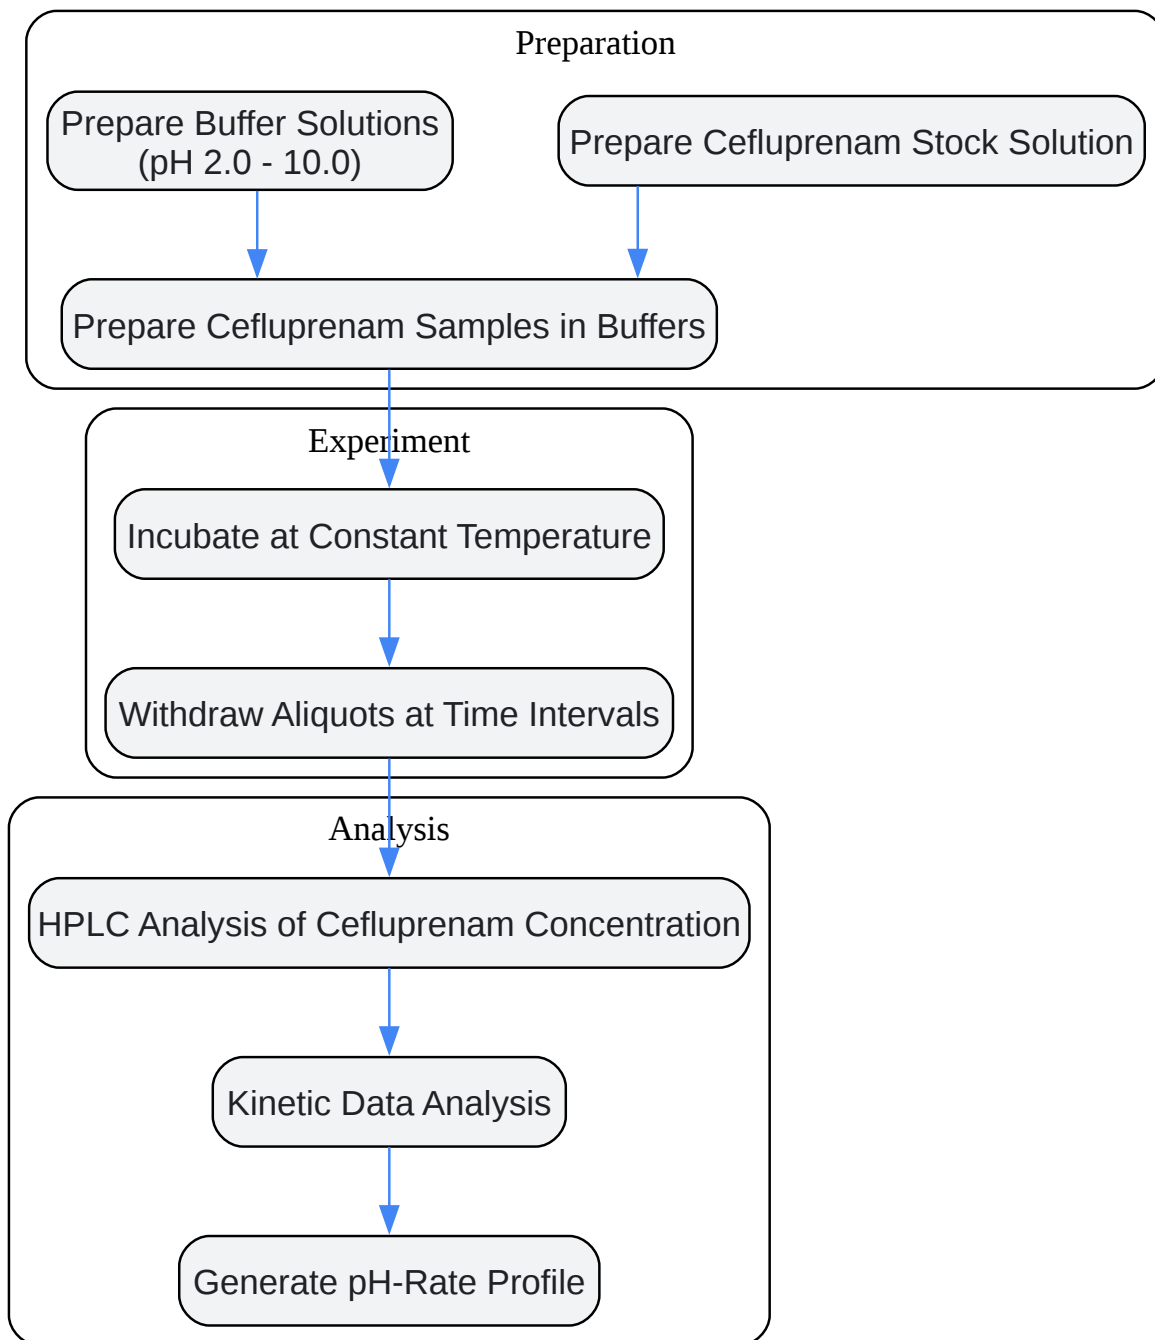 Preparation
Prepare Buffer Solutions
(pH 2.0 - 10.0)
Prepare Cefluprenam Stock Solution
Prepare Cefluprenam Samples in Buffers
Experiment
Incubate at Constant Temperature
Withdraw Aliquots at Time Intervals
Analysis
HPLC Analysis of Cefluprenam Concentration
Kinetic Data Analysis
Generate pH-Rate Profile